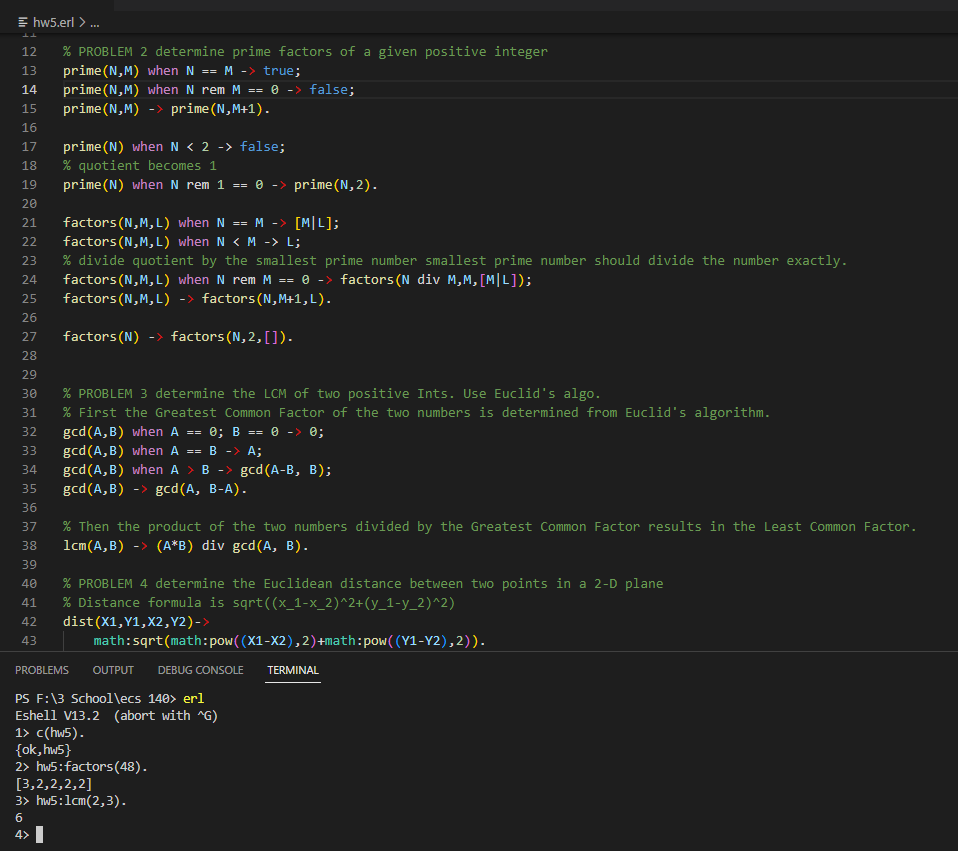 hw5.erl > ...
11
12 % PROBLEM 2 determine prime factors of a given positive integer
13 prime(N,M) when N == M -> true;
14 prime(N,M) when N rem M == 0 -> false;
15 prime(N,M) -> prime(N,M+1).
16
17 prime(N) when N < 2 -> false;
18 % quotient becomes 1
19 prime(N) when N rem 1 == 0 -> prime(N,2).
20
21 factors(N,M,L) when N == M -> [M|L];
22 factors(N,M,L) when N < M -> L;
23 % divide quotient by the smallest prime number smallest prime number should divide the number exactly.
24 factors(N,M,L) when N rem M == 0 -> factors(N div M,M,[M|L]);
25 factors(N,M,L) -> factors(N,M+1,L).
26
27 factors(N) -> factors(N,2,[]).
28
29
30 % PROBLEM 3 determine the LCM of two positive Ints. Use Euclid's algo.
31 % First the Greatest Common Factor of the two numbers is determined from Euclid's algorithm.
32 gcd(A,B) when A == 0; B == 0 -> 0;
33 gcd(A,B) when A == B -> A;
34 gcd(A,B) when A > B -> gcd(A-B, B);
35 gcd(A,B) -> gcd(A, B-A).
36
37 % Then the product of the two numbers divided by the Greatest Common Factor results in the Least Common Factor.
38 lcm(A,B) -> (A*B) div gcd(A, B).
39
40 % PROBLEM 4 determine the Euclidean distance between two points in a 2-D plane
41 % Distance formula is sqrt((x_1-x_2)^2+(y_1-y_2)^2)
42 dist(X1,Y1,X2,Y2)->
43 math:sqrt(math:pow((X1-X2),2)+math:pow((Y1-Y2),2)).
PROBLEMS OUTPUT DEBUG CONSOLE TERMINAL
PS F:\3 School\ecs 140> erl
Eshell V13.2 (abort with ^G)
1> c(hw5).
{ok,hw5}
2> hw5:factors(48).
[3,2,2,2,2]
3> hw5:lcm(2,3).
6
4>